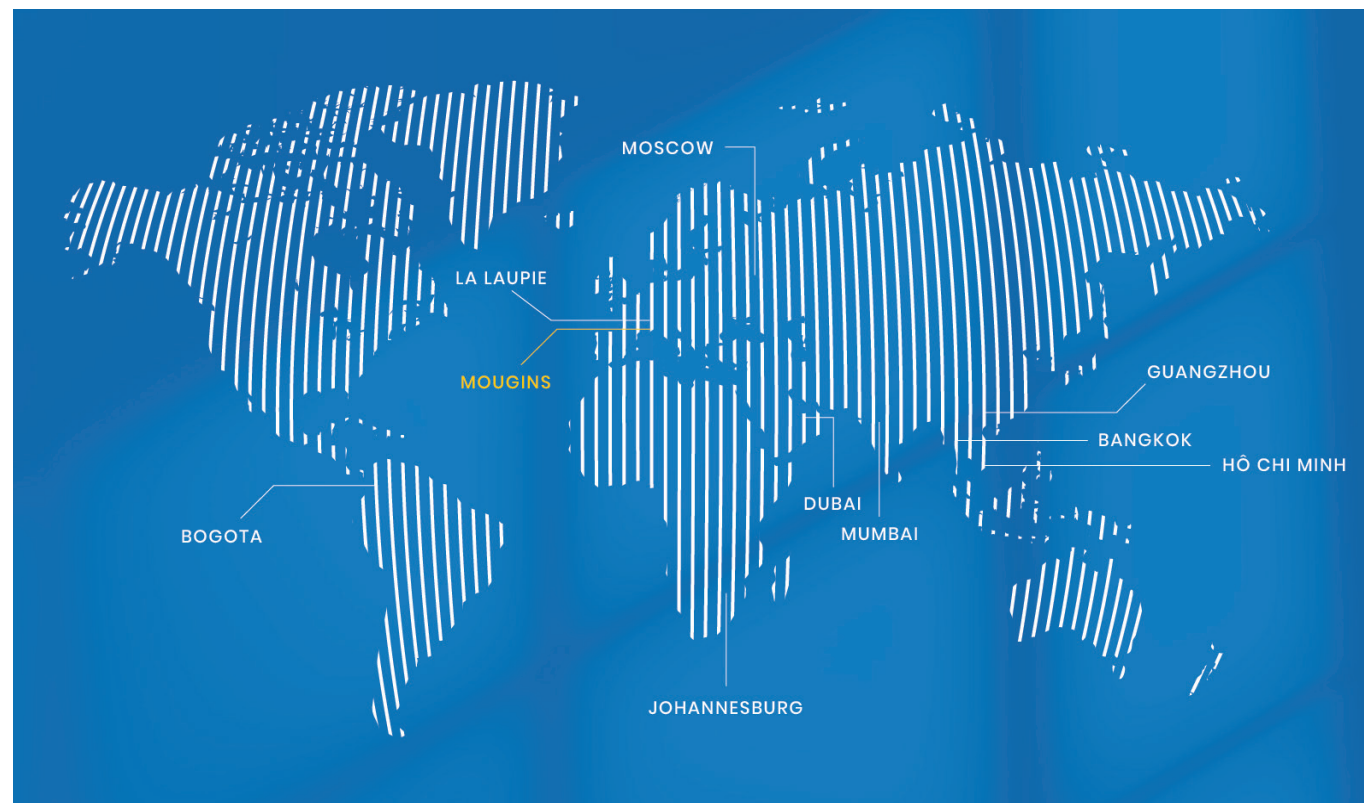 MOSCOW
LA LAUPIE
MOUGINS
GUANGZHOU
BANGKOK
HÔ CHI MINH
DUBAI
MUMBAI
BOGOTA
JOHANNESBURG